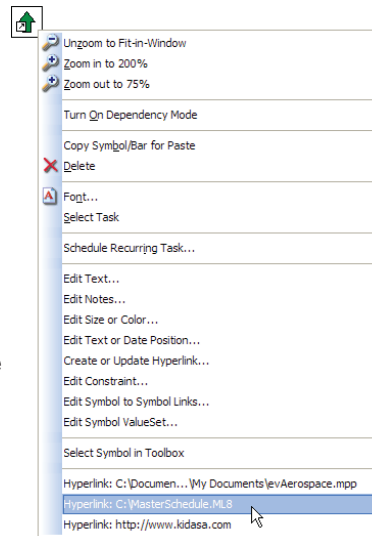 Unzoom to Fit-in-Window
Zoom in to 200%
Zoom out to 75%
Turn On Dependency Mode
Copy Symbol/Bar for Paste
Delete
Font...
Select Task
Schedule Recurring Task...
Edit Text...
Edit Notes...
Edit Size or Color...
Edit Text or Date Position...
Create or Update Hyperlink...
Edit Constraint...
Edit Symbol to Symbol Links...
Edit Symbol ValueSet...
Select Symbol in Toolbox
Hyperlink: C:\Documen...\My Documents\evAerospace.mpp
Hyperlink: C:\MasterSchedule.ML8
Hyperlink: http://www.kidasa.com